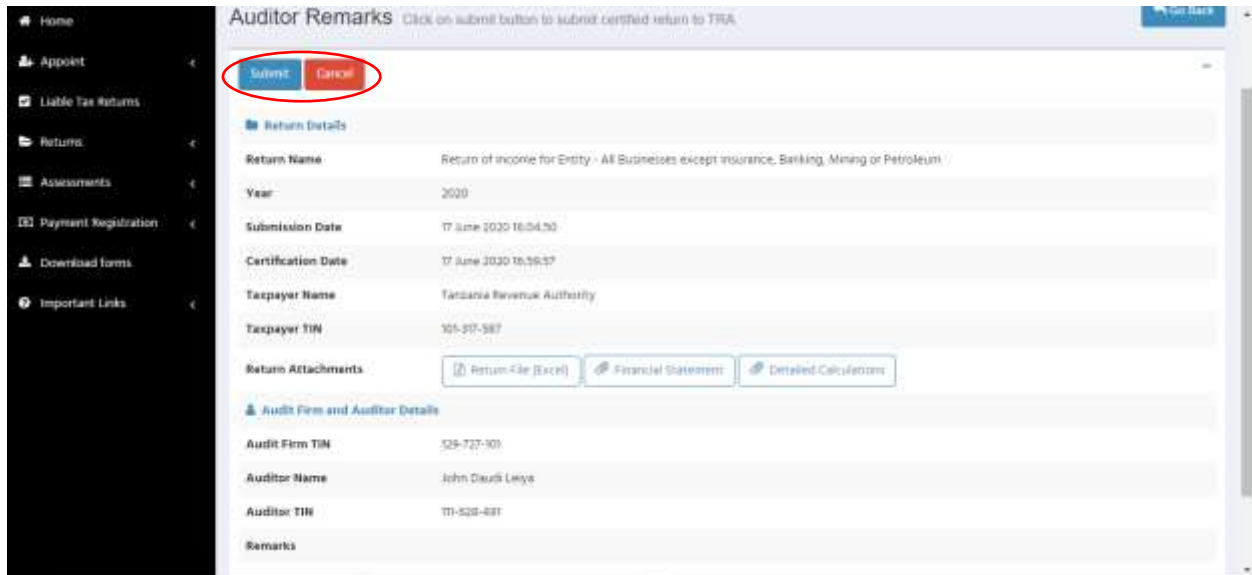 Home
Appoint
Liable Tax Returns
Returns
Assessments
Payment Registration
Download forms
Important Links
Auditor Remarks Click on submit button to submit certified return to TRA
Go Back
Submit Cancel
Return Details
Return Name Return of income for Entity - All Businesses except Insurance, Banking, Mining or Petroleum
Year 2020
Submission Date 17 June 2020 16:04:50
Certification Date 17 June 2020 16:59:57
Taxpayer Name Tanzania Revenue Authority
Taxpayer TIN 101-317-587
Return Attachments Return File (Excel) Financial Statement Detailed Calculations
Audit Firm and Auditor Details
Audit Firm TIN 129-727-101
Auditor Name John Daudi
Auditor TIN
Remarks